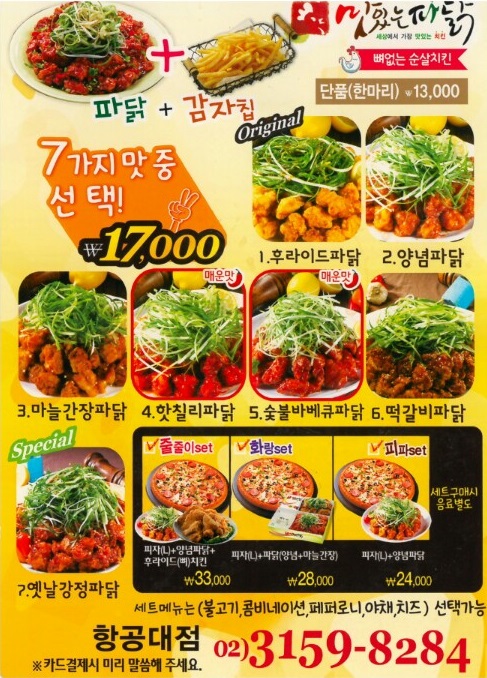 맛있는파닭
세상에서 가장 맛있는 치킨
뼈없는 순살치킨
파닭 + 감자칩
단품(한마리) ₩13,000
Original
7가지맛 중
선택!
₩17,000
1.후라이드파닭
2.양념파닭
매운맛
매운맛
3.마늘간장파닭
4.핫칠리파닭
5.숯불바베큐파닭
6.떡갈비파닭
Special
7.옛날강정파닭
줄줄이set
화랑set
피파set
세트구매시
음료별도
피자(L)+양념파닭+
후라이드(뼈)치킨
₩33,000
피자(L)+파닭(양념+마늘간장)
₩28,000
피자(L)+양념파닭
₩24,000
세트메뉴는(불고기,콤비네이션,페퍼로니,야채,치즈) 선택가능
항공대점
02)3159-8284
※카드결제시 미리 말씀해 주세요.